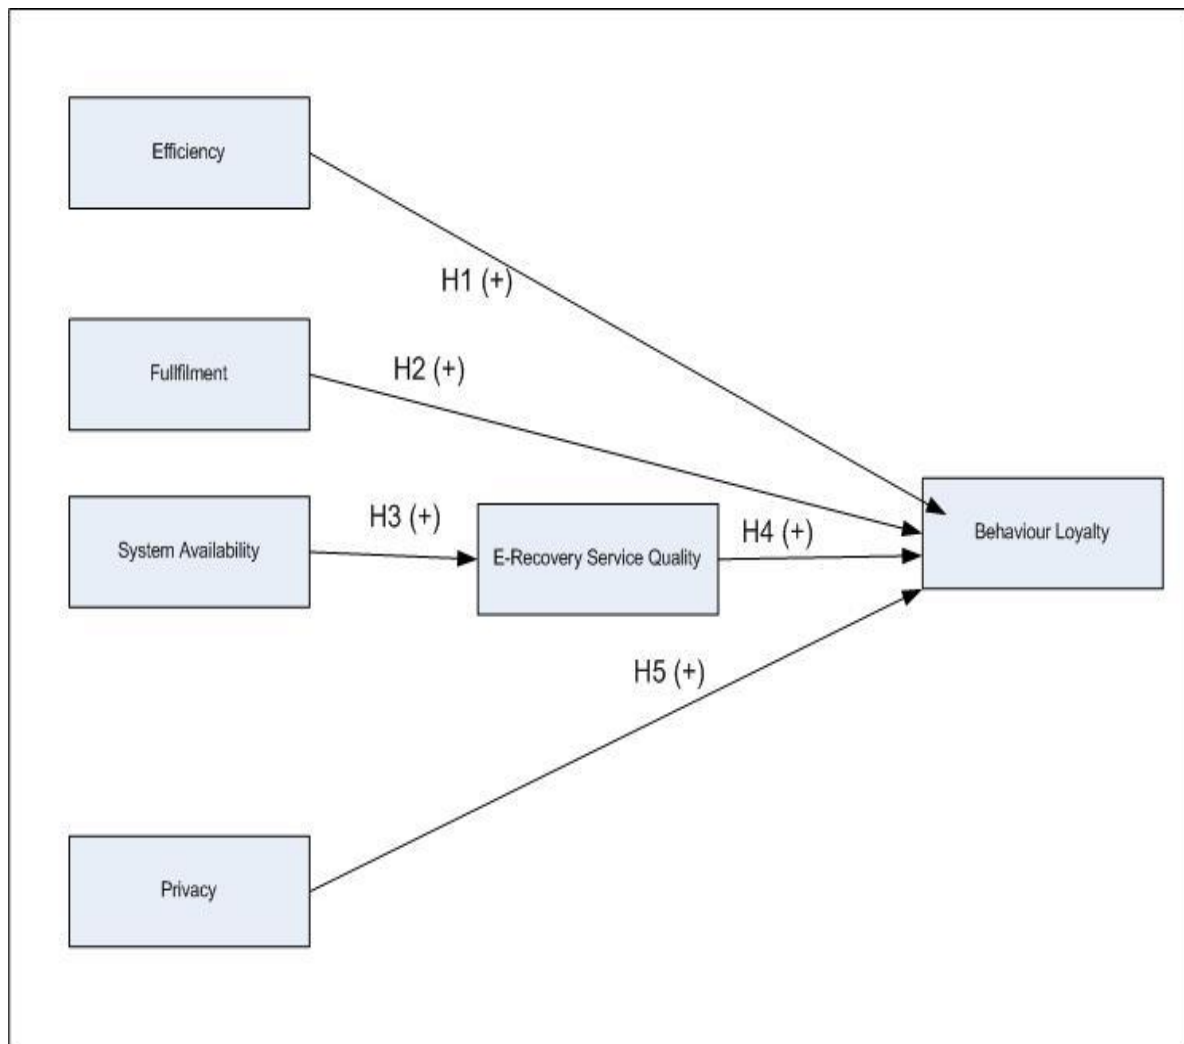 Efficiency
H1 (+)
Fullfilment
H2 (+)
System Availability
H3 (+)
E-Recovery Service Quality
H4 (+)
Behaviour Loyalty
H5 (+)
Privacy